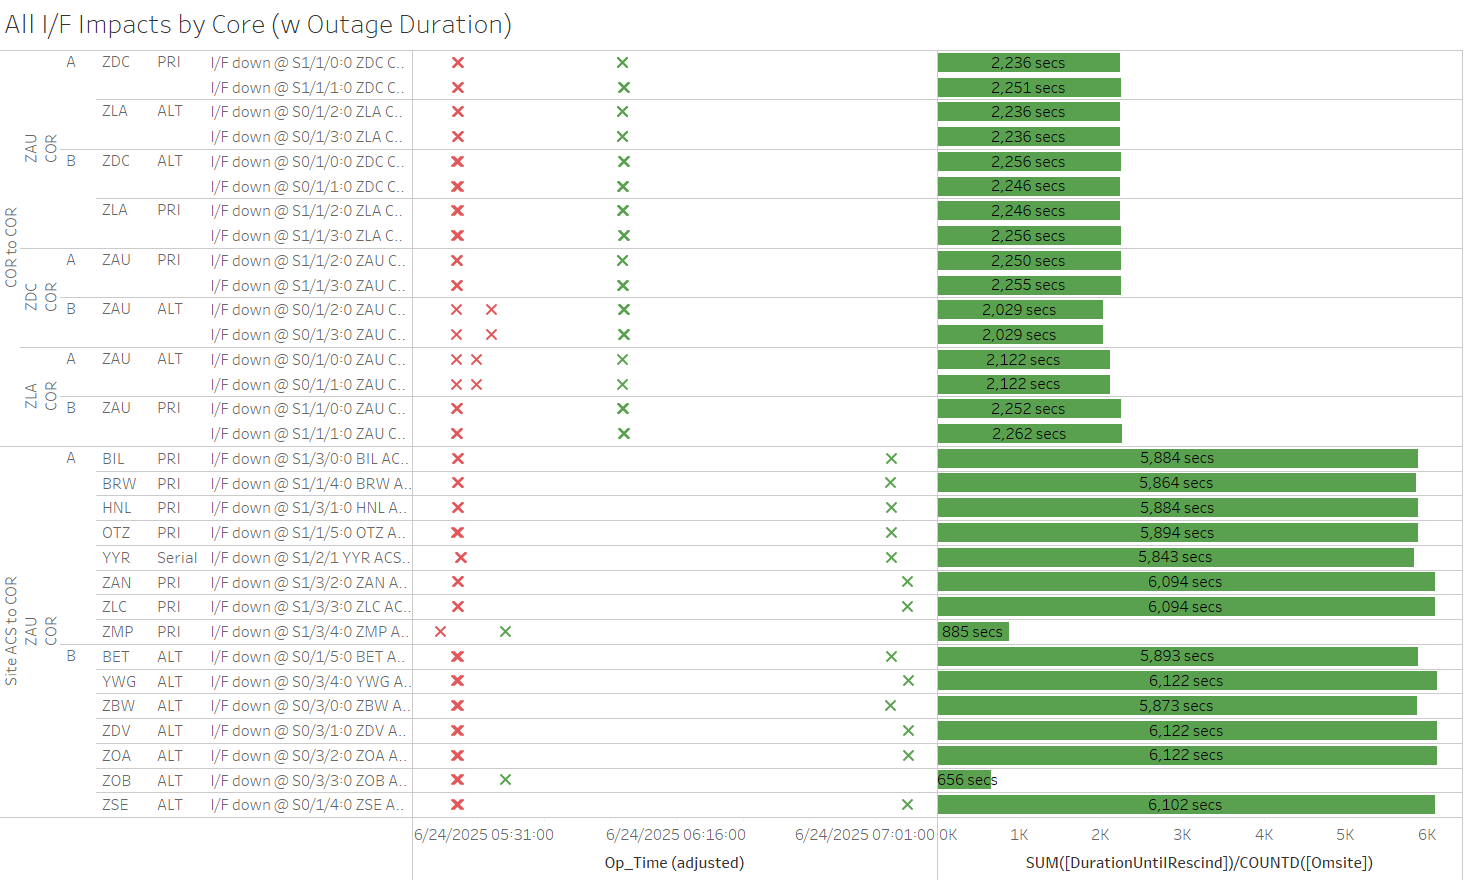 All I/F Impacts by Core (w Outage Duration)
COR to COR
ZAU COR
A ZDC PRI I/F down @ S1/1/0:0 ZDC C.. 2,236 secs
I/F down @ S1/1/1:0 ZDC C.. 2,251 secs
ZLA ALT I/F down @ S0/1/2:0 ZLA C.. 2,236 secs
I/F down @ S0/1/3:0 ZLA C.. 2,236 secs
B ZDC ALT I/F down @ S0/1/0:0 ZDC C.. 2,256 secs
I/F down @ S0/1/1:0 ZDC C.. 2,246 secs
ZLA PRI I/F down @ S1/1/2:0 ZLA C.. 2,246 secs
I/F down @ S1/1/3:0 ZLA C.. 2,256 secs
ZDC COR
A ZAU PRI I/F down @ S1/1/2:0 ZAU C.. 2,250 secs
I/F down @ S1/1/3:0 ZAU C.. 2,255 secs
B ZAU ALT I/F down @ S0/1/2:0 ZAU C.. 2,029 secs
I/F down @ S0/1/3:0 ZAU C.. 2,029 secs
ZLA COR
A ZAU ALT I/F down @ S0/1/0:0 ZAU C.. 2,122 secs
I/F down @ S0/1/1:0 ZAU C.. 2,122 secs
B ZAU PRI I/F down @ S1/1/0:0 ZAU C.. 2,252 secs
I/F down @ S1/1/1:0 ZAU C.. 2,262 secs
Site ACS to COR
ZAU COR
A BIL PRI I/F down @ S1/3/0:0 BIL AC.. 5,884 secs
BRW PRI I/F down @ S1/1/4:0 BRW A.. 5,864 secs
HNL PRI I/F down @ S1/3/1:0 HNL A.. 5,884 secs
OTZ PRI I/F down @ S1/1/5:0 OTZ A.. 5,894 secs
YYR Serial I/F down @ S1/2/1 YYR ACS.. 5,843 secs
ZAN PRI I/F down @ S1/3/2:0 ZAN A.. 6,094 secs
ZLC PRI I/F down @ S1/3/3:0 ZLC AC.. 6,094 secs
ZMP PRI I/F down @ S1/3/4:0 ZMP A.. 885 secs
B BET ALT I/F down @ S0/1/5:0 BET A.. 5,893 secs
YWG ALT I/F down @ S0/3/4:0 YWG A.. 6,122 secs
ZBW ALT I/F down @ S0/3/0:0 ZBW A.. 5,873 secs
ZDV ALT I/F down @ S0/3/1:0 ZDV A.. 6,122 secs
ZOA ALT I/F down @ S0/3/2:0 ZOA A.. 6,122 secs
ZOB ALT I/F down @ S0/3/3:0 ZOB A.. 656 secs
ZSE ALT I/F down @ S0/1/4:0 ZSE A.. 6,102 secs
6/24/2025 05:31:00 6/24/2025 06:16:00 6/24/2025 07:01:00 0K 1K 2K 3K 4K 5K 6K
Op_Time (adjusted) SUM([DurationUntilRescind])/COUNTD([Omsite])